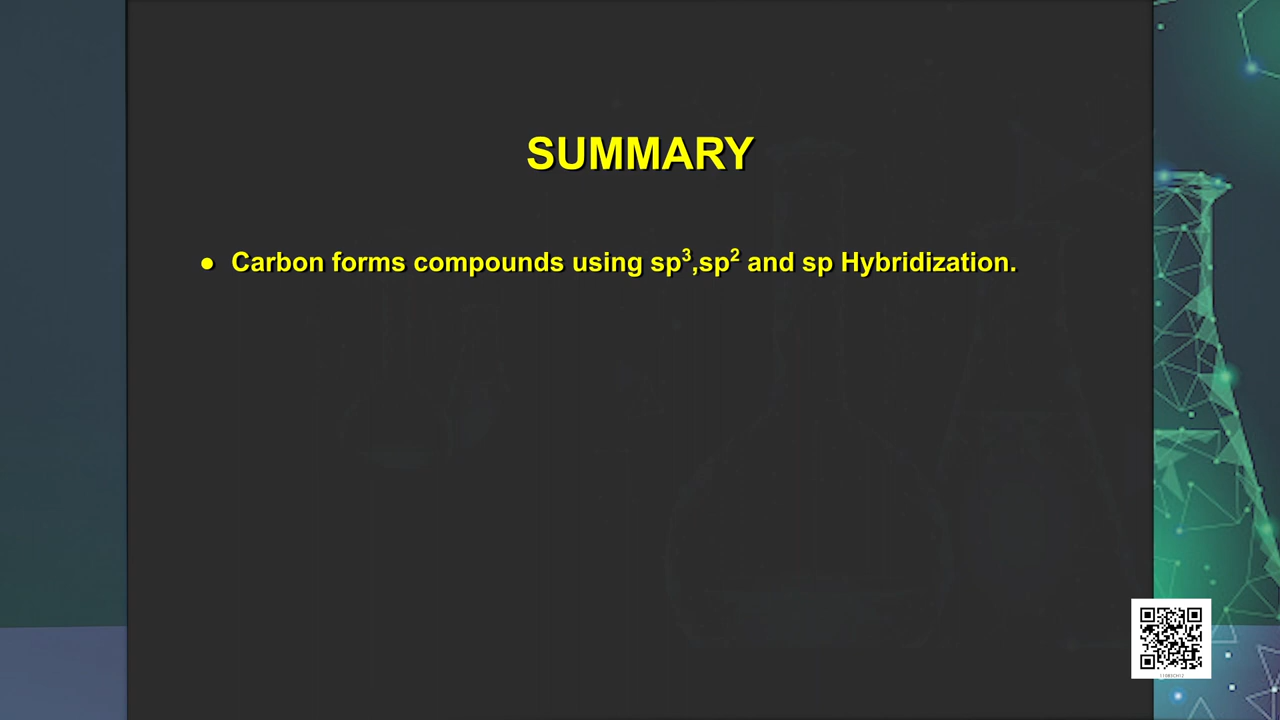 SUMMARY
● Carbon forms compounds using sp³,sp² and sp Hybridization.